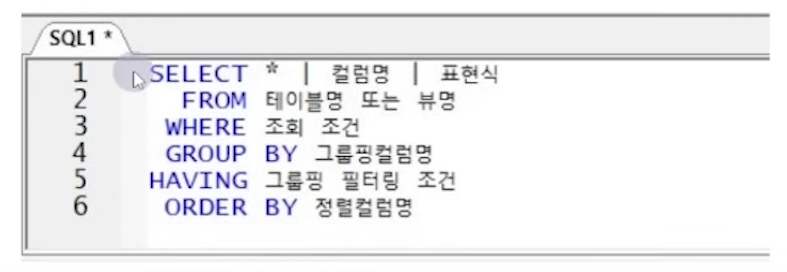 SQL1 *
1 SELECT * | 컬럼명 | 표현식
2 FROM 테이블명 또는 뷰명
3 WHERE 조회 조건
4 GROUP BY 그룹핑컬럼명
5 HAVING 그룹핑 필터링 조건
6 ORDER BY 정렬컬럼명